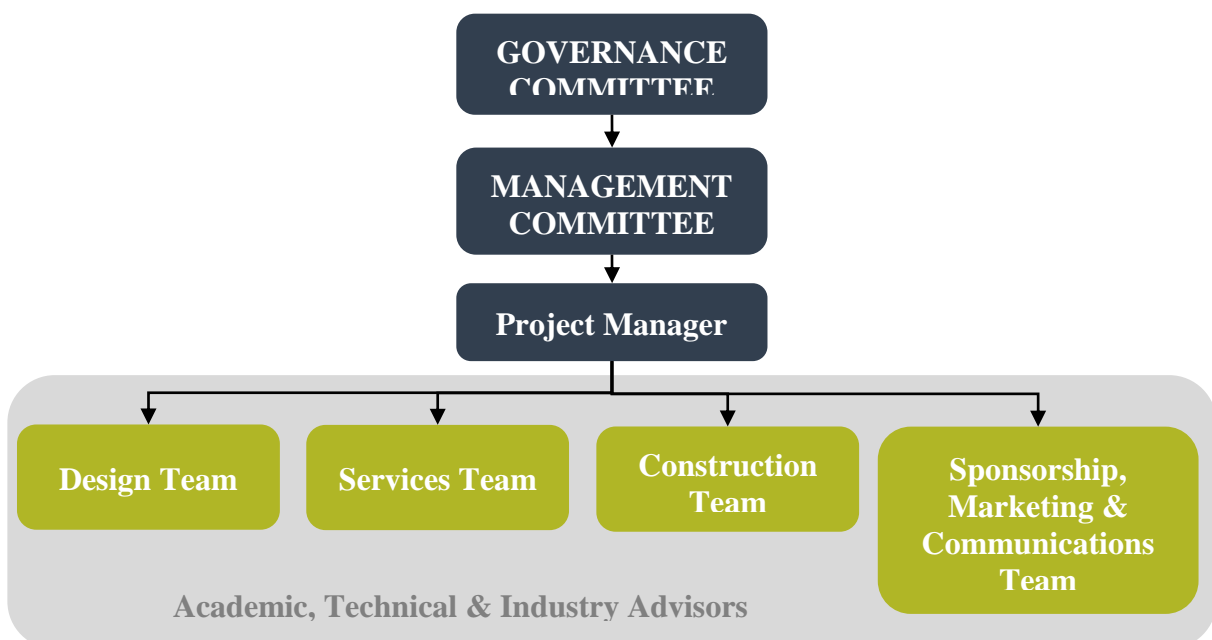 GOVERNANCE
COMMITTEE
MANAGEMENT
COMMITTEE
Project Manager
Design Team
Services Team
Construction
Team
Sponsorship,
Marketing &
Communications
Team
Academic, Technical & Industry Advisors